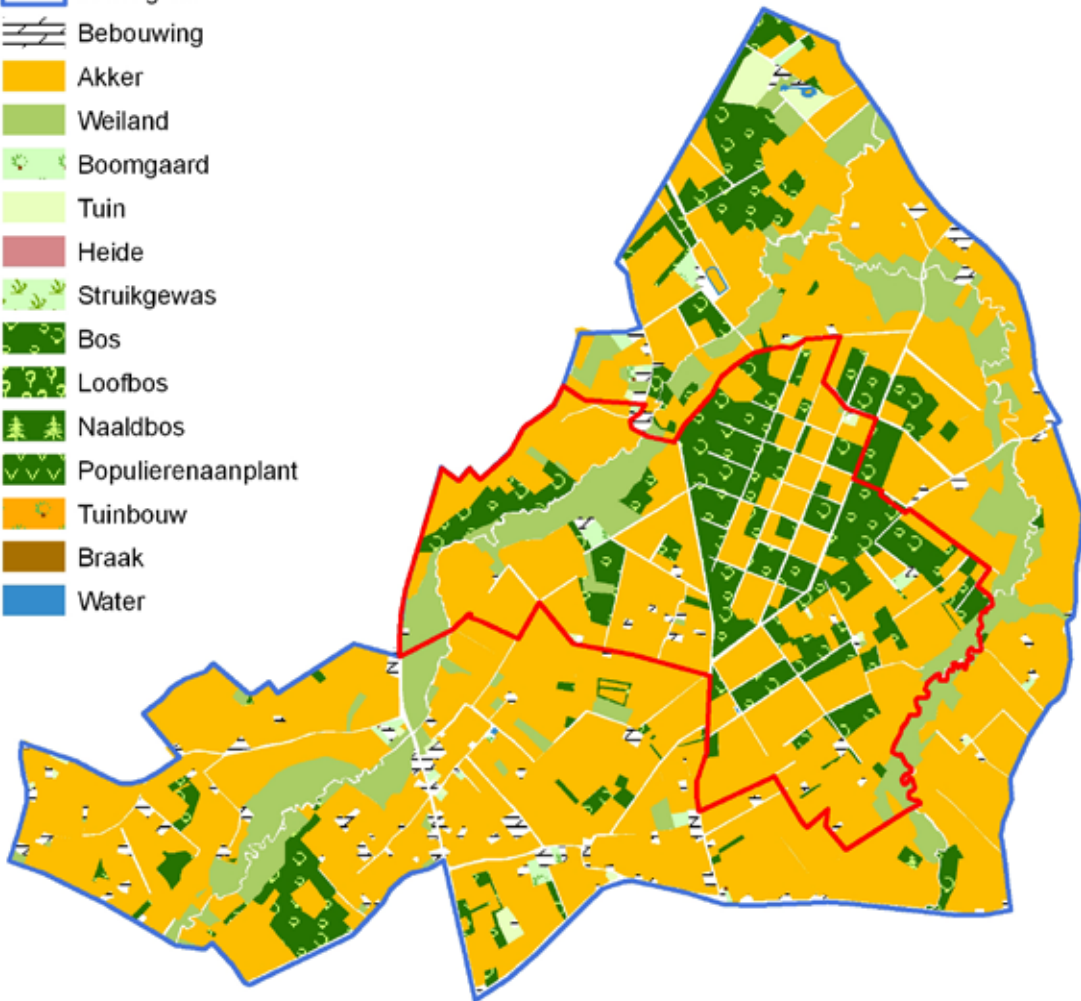 Bebouwing
Akker
Weiland
Boomgaard
Tuin
Heide
Struikgewas
Bos
Loofbos
Naaldbos
Populierenaanplant
Tuinbouw
Braak
Water